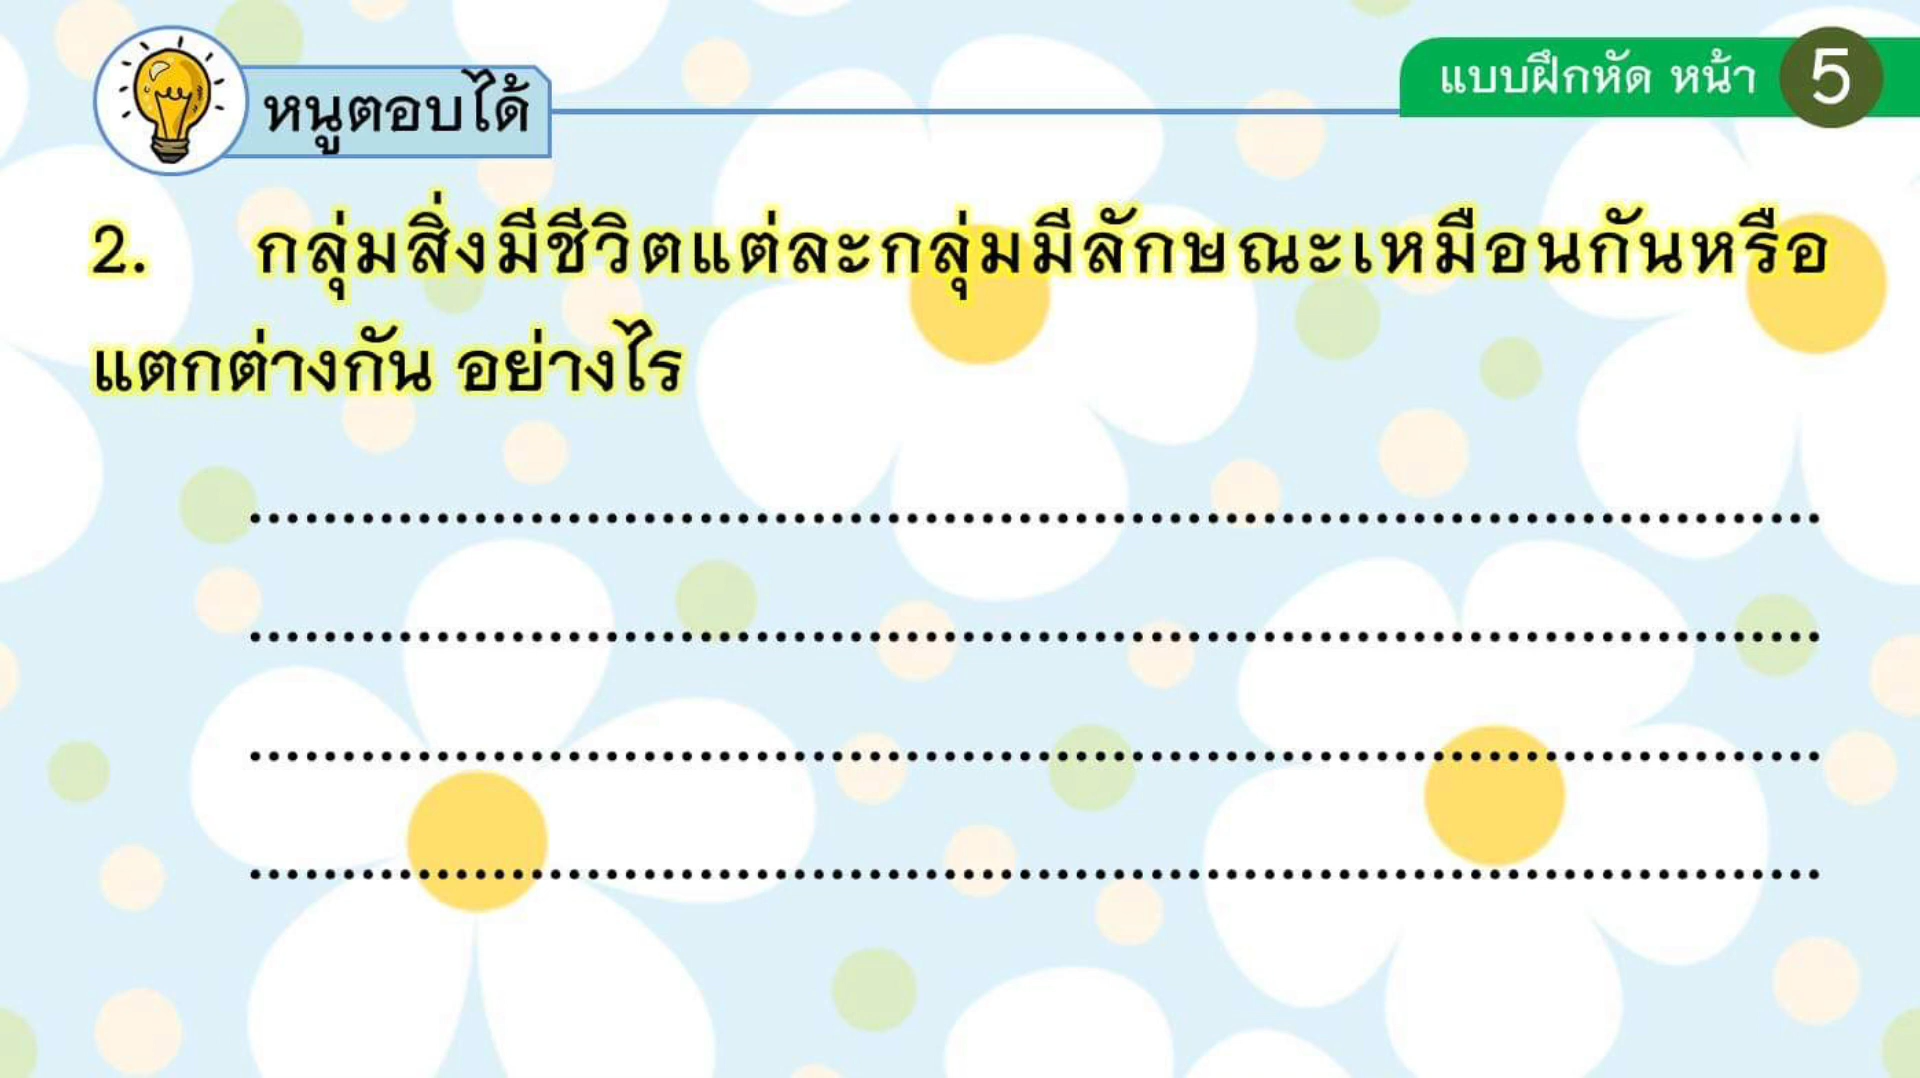 หนูตอบได้
แบบฝึกหัด หน้า 5
2. กลุ่มสิ่งมีชีวิตแต่ละกลุ่มมีลักษณะเหมือนกันหรือ
แตกต่างกัน อย่างไร